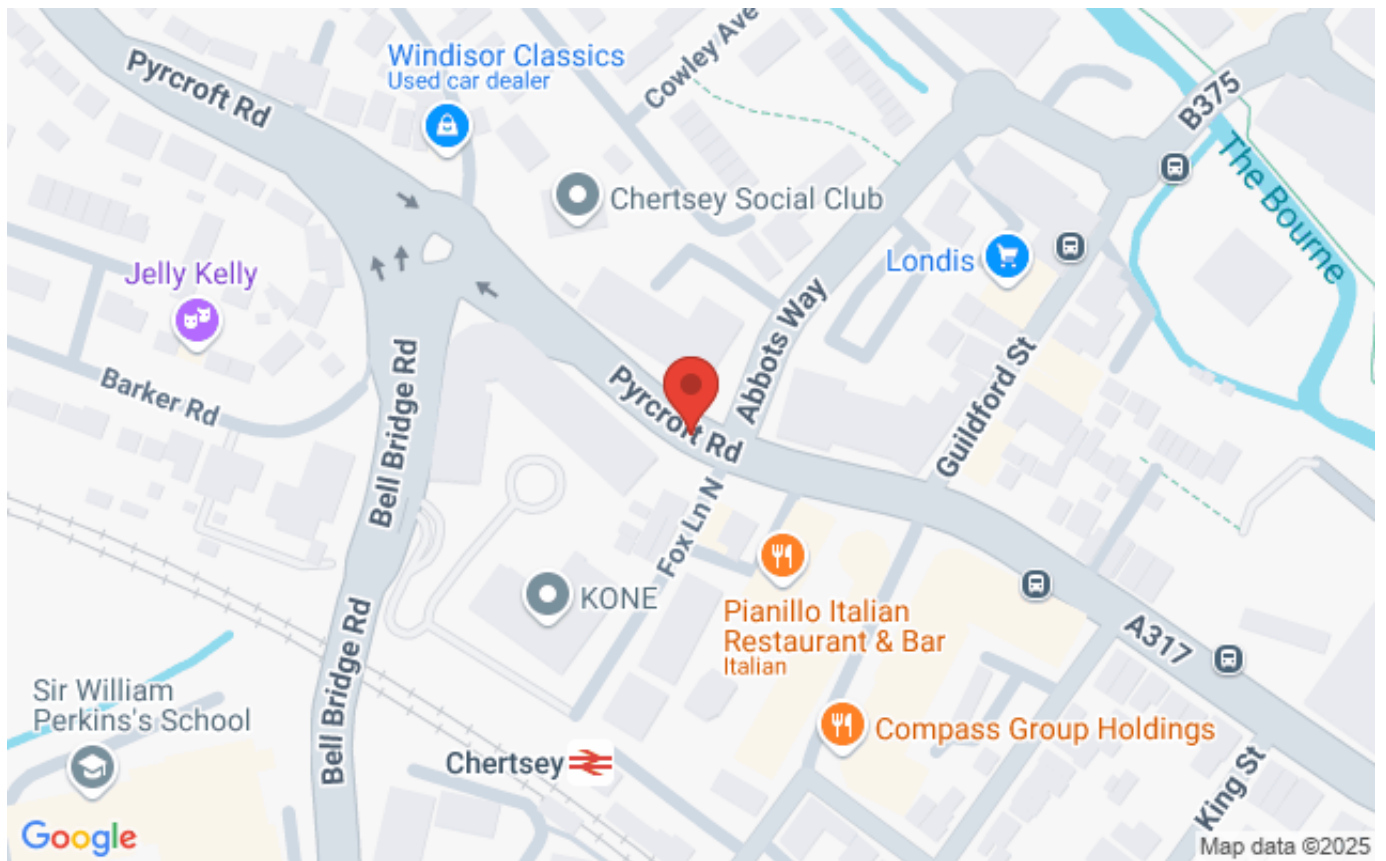 Pyrcroft Rd
Windisor Classics
Used car dealer
Cowley Ave
B375
The Bourne
Chertsey Social Club
Londis
Jelly Kelly
Abbots Way
Barker Rd
Bell Bridge Rd
Pyrcroft Rd
Guildford St
Fox Ln N
KONE
Pianillo Italian
Restaurant & Bar
Italian
A317
Bell Bridge Rd
Sir William
Perkins's School
Chertsey
Compass Group Holdings
King St
Google
Map data ©2025